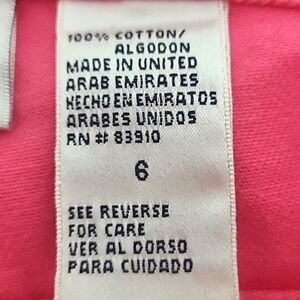 100% COTTON/
ALGODON
MADE IN UNITED
ARAB EMIRATES
HECHO EN EMIRATOS
ARABES UNIDOS
RN # 83910
6
SEE REVERSE
FOR CARE
VER AL DORSO
PARA CUIDADO